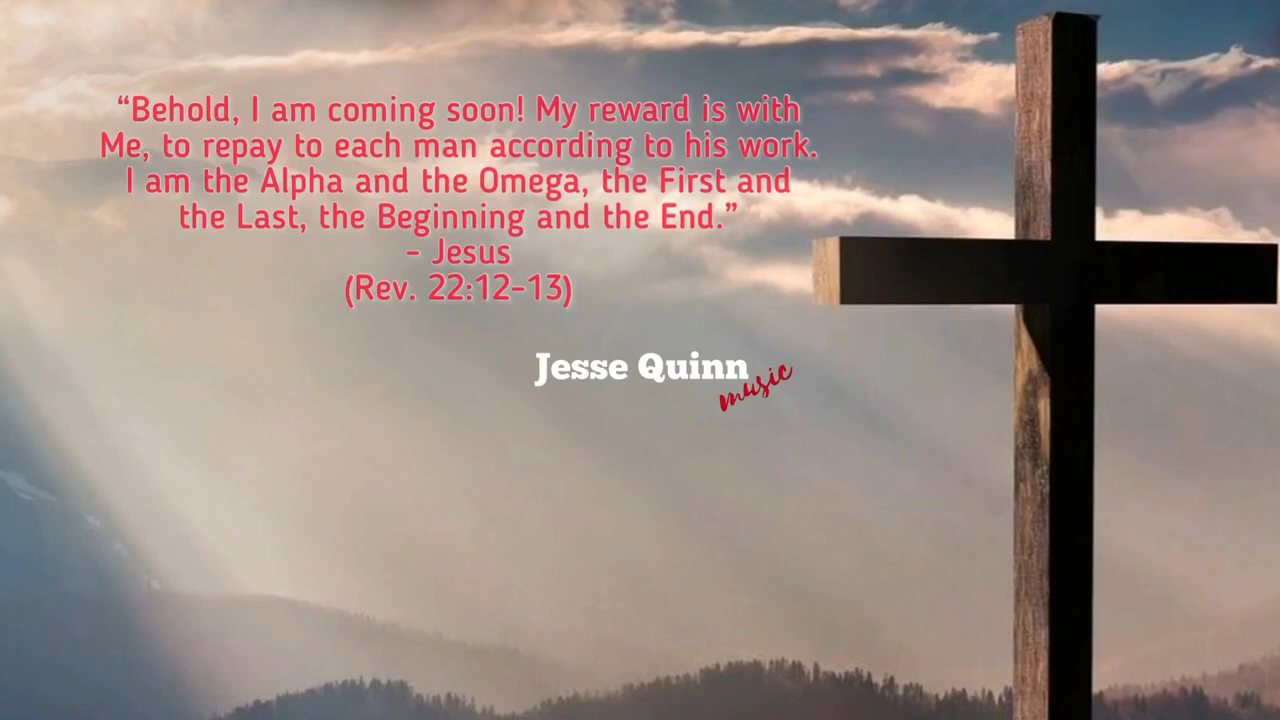 “Behold, I am coming soon! My reward is with
Me, to repay to each man according to his work.
I am the Alpha and the Omega, the First and
the Last, the Beginning and the End.”
- Jesus
(Rev. 22:12-13)
Jesse Quinn
music